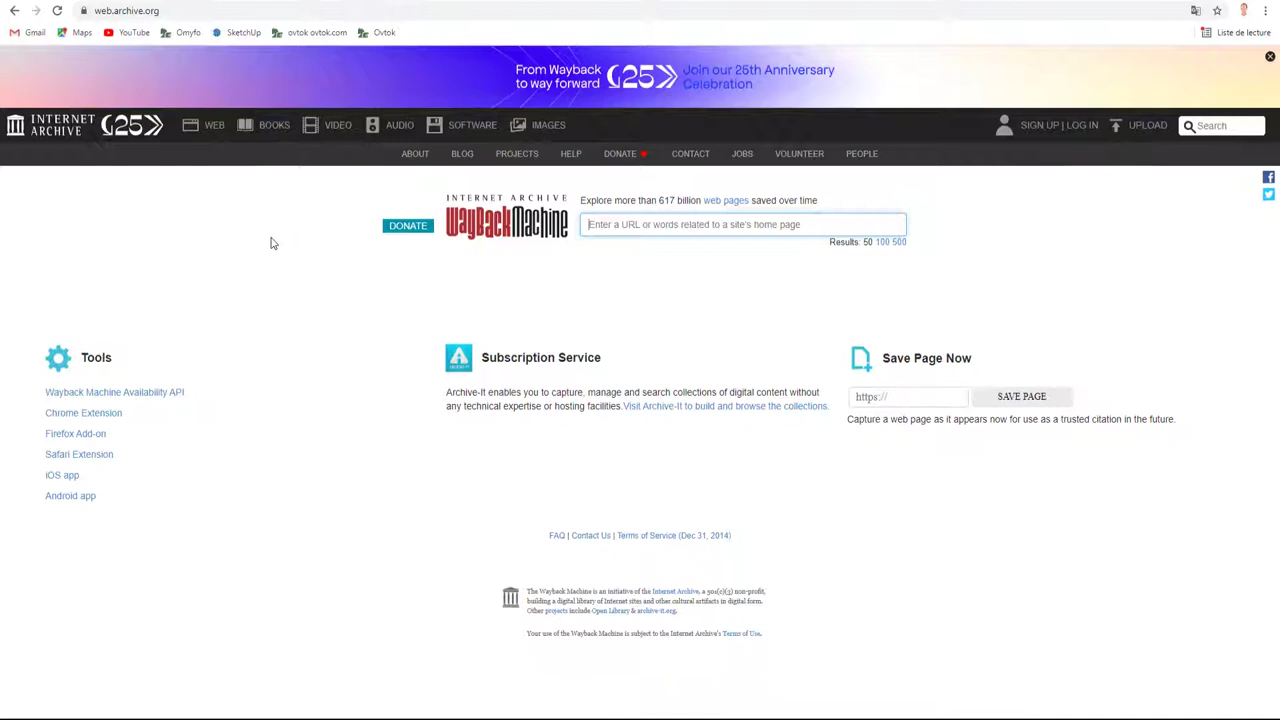 web.archive.org
Gmail Maps YouTube Omyfo SketchUp ovtok ovtok.com Ovtok Liste de lecture
From Wayback
to way forward
25
Join our 25th Anniversary
Celebration
INTERNET
ARCHIVE
25
WEB BOOKS VIDEO AUDIO SOFTWARE IMAGES SIGN UP | LOG IN UPLOAD Search
ABOUT BLOG PROJECTS HELP DONATE CONTACT JOBS VOLUNTEER PEOPLE
DONATE
INTERNET ARCHIVE
WayBackMachine
Explore more than 617 billion web pages saved over time
Enter a URL or words related to a site's home page
Results: 50 100 500
Tools
Wayback Machine Availability API
Chrome Extension
Firefox Add-on
Safari Extension
iOS app
Android app
Subscription Service
Archive-It enables you to capture, manage and search collections of digital content without
any technical expertise or hosting facilities. Visit Archive-It to build and browse the collections.
Save Page Now
https:// SAVE PAGE
Capture a web page as it appears now for use as a trusted citation in the future.
FAQ | Contact Us | Terms of Service (Dec 31, 2014)
The Wayback Machine is an initiative of the Internet Archive, a 501(c)(3) non-profit,
building a digital library of Internet sites and other cultural artifacts in digital form.
Other projects include Open Library & archive-it.org.
Your use of the Wayback Machine is subject to the Internet Archive's Terms of Use.